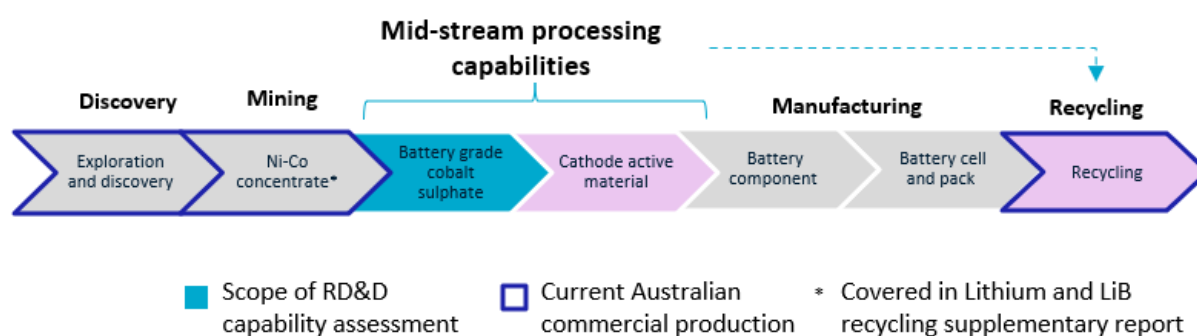 Mid-stream processing
capabilities
Discovery
Mining
Manufacturing
Recycling
Exploration
and discovery
Ni-Co
concentrate*
Battery grade
cobalt
sulphate
Cathode active
material
Battery
component
Battery cell
and pack
Recycling
Scope of RD&D
capability assessment
Current Australian
commercial production
* Covered in Lithium and LiB
recycling supplementary report